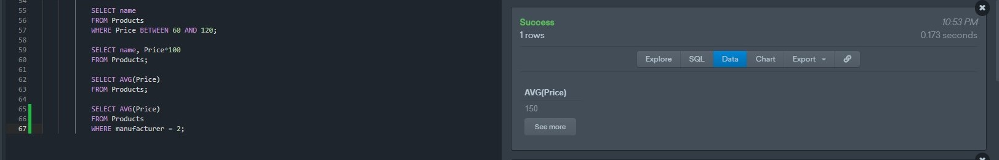 54
55 SELECT name
56 FROM Products
57 WHERE Price BETWEEN 60 AND 120;
58
59 SELECT name, Price*100
60 FROM Products;
61
62 SELECT AVG(Price)
63 FROM Products;
64
65 SELECT AVG(Price)
66 FROM Products
67 WHERE manufacturer = 2;
Success 10:53 PM
1 rows 0.173 seconds
Explore SQL Data Chart Export
AVG(Price)
150
See more